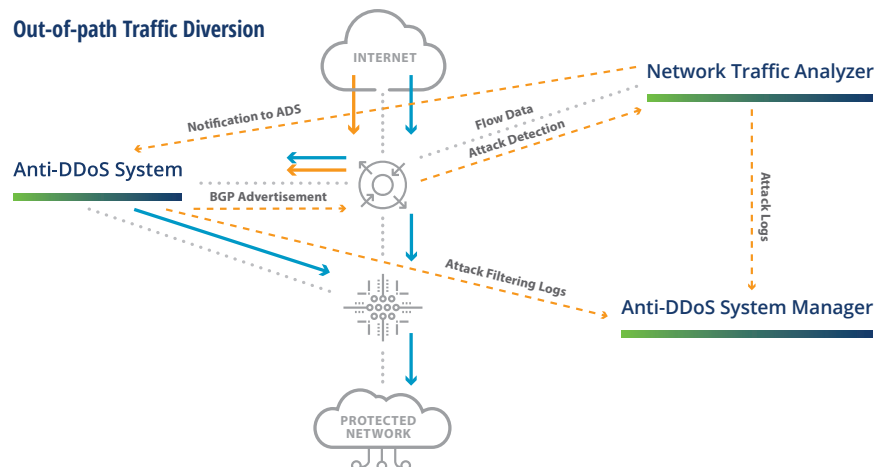 Out-of-path Traffic Diversion
INTERNET
Network Traffic Analyzer
Notification to ADS
Flow Data
Attack Detection
Anti-DDoS System
BGP Advertisement
Attack Logs
Attack Filtering Logs
Anti-DDoS System Manager
PROTECTED
NETWORK